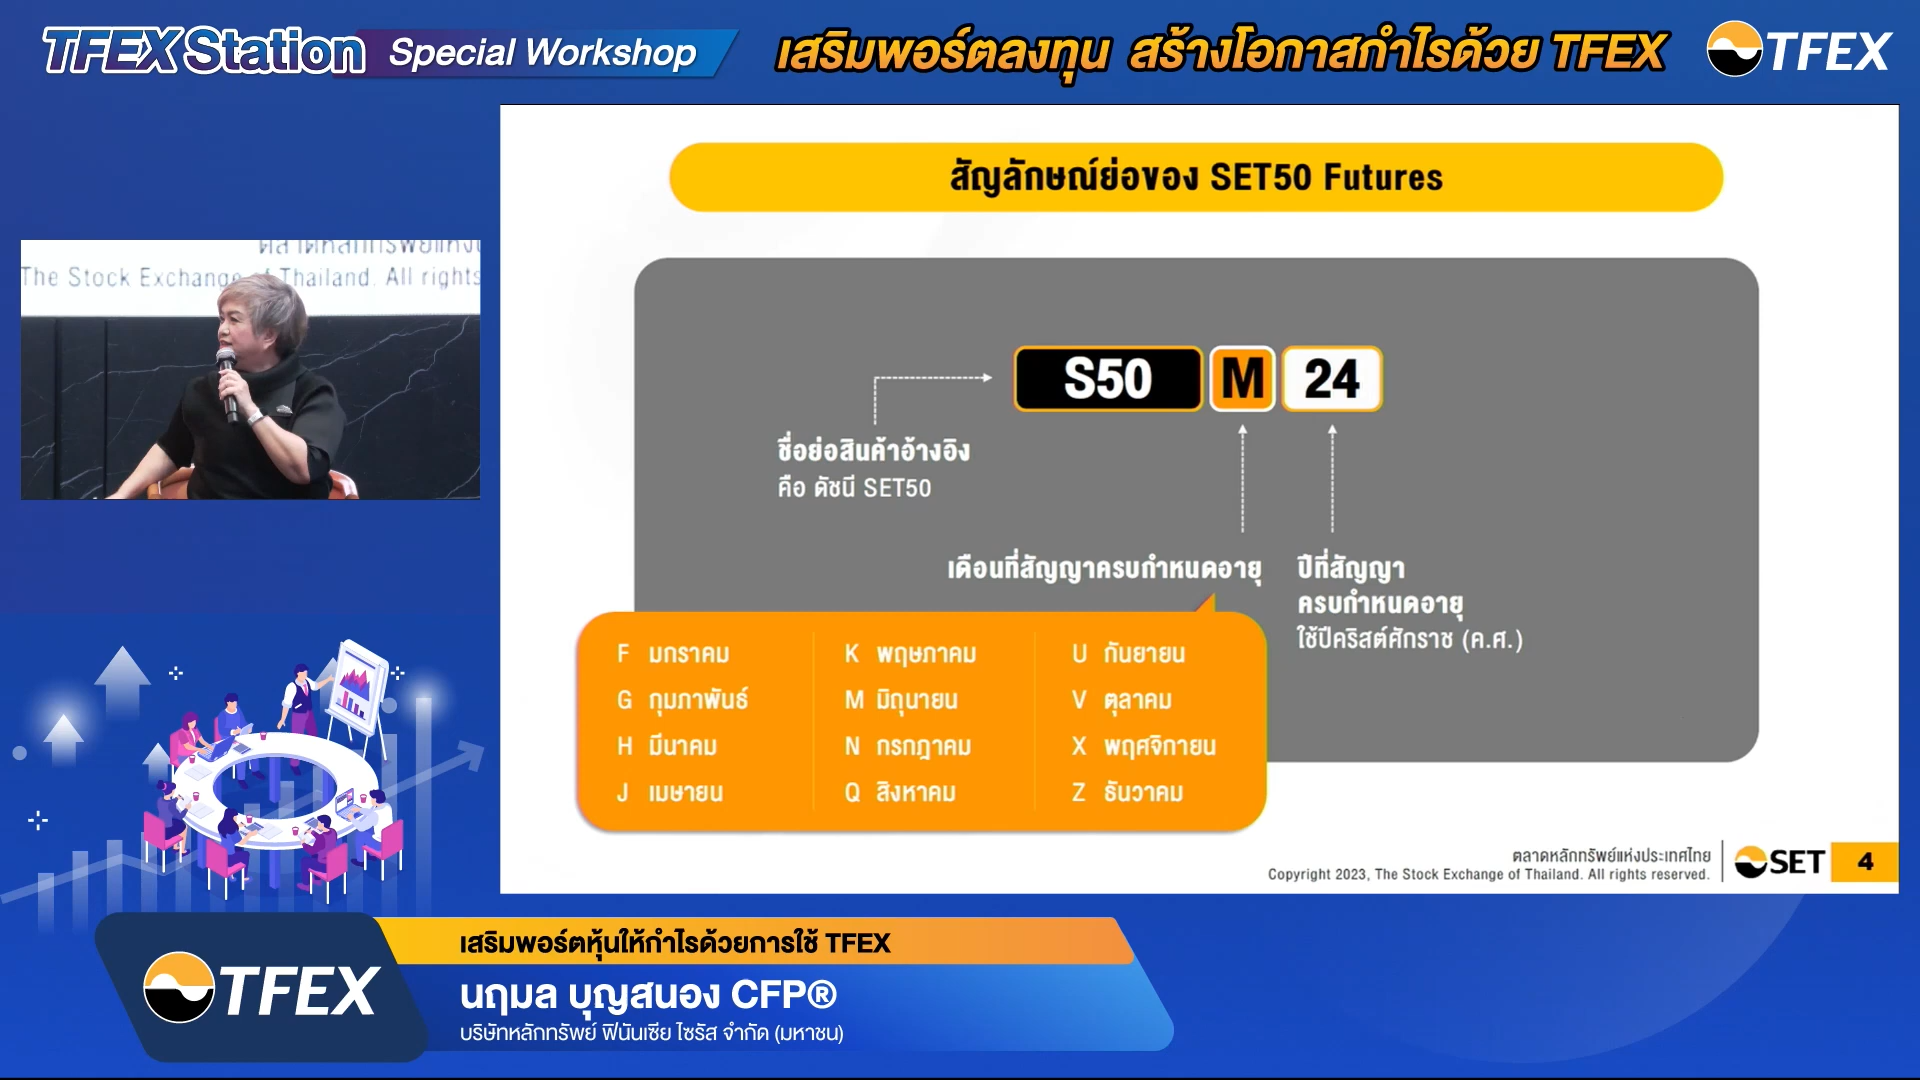 TFEX Station Special Workshop เสริมพอร์ตลงทุน สร้างโอกาสกำไรด้วย TFEX TFEX
สัญลักษณ์ย่อของ SET50 Futures
The Stock Exchange of Thailand. All rights
S50 M 24
ชื่อย่อสินค้าอ้างอิง
คือ ดัชนี SET50
เดือนที่สัญญาครบกำหนดอายุ
ปีที่สัญญา
ครบกำหนดอายุ
ใช้ปีคริสต์ศักราช (ค.ศ.)
F มกราคม
G กุมภาพันธ์
H มีนาคม
J เมษายน
K พฤษภาคม
M มิถุนายน
N กรกฎาคม
Q สิงหาคม
U กันยายน
V ตุลาคม
X พฤศจิกายน
Z ธันวาคม
ตลาดหลักทรัพย์แห่งประเทศไทย
Copyright 2023, The Stock Exchange of Thailand. All rights reserved.
SET 4
TFEX
เสริมพอร์ตหุ้นให้กำไรด้วยการใช้ TFEX
นฤมล บุญสนอง CFP®
บริษัทหลักทรัพย์ ฟินันเซีย ไซรัส จำกัด (มหาชน)